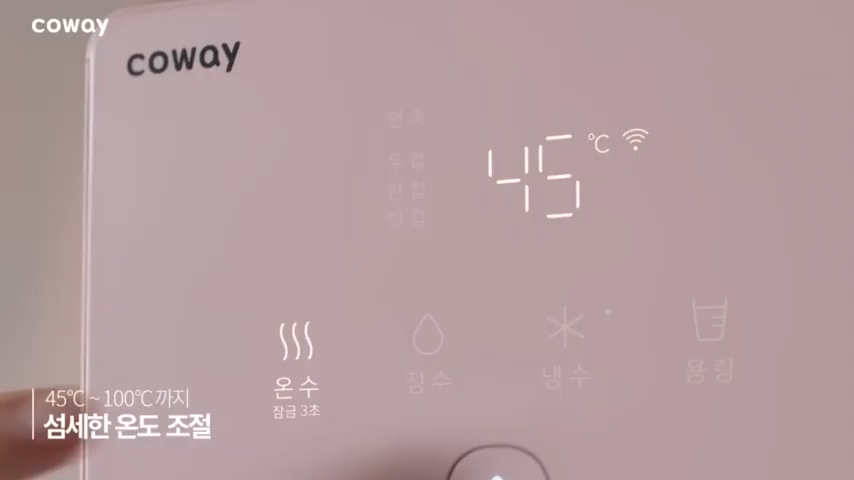 coway
coway
연속
두컵
한컵
반컵
45℃
온수
잠금 3초
정수
냉수
용량
45℃ ~ 100℃ 까지
섬세한 온도 조절